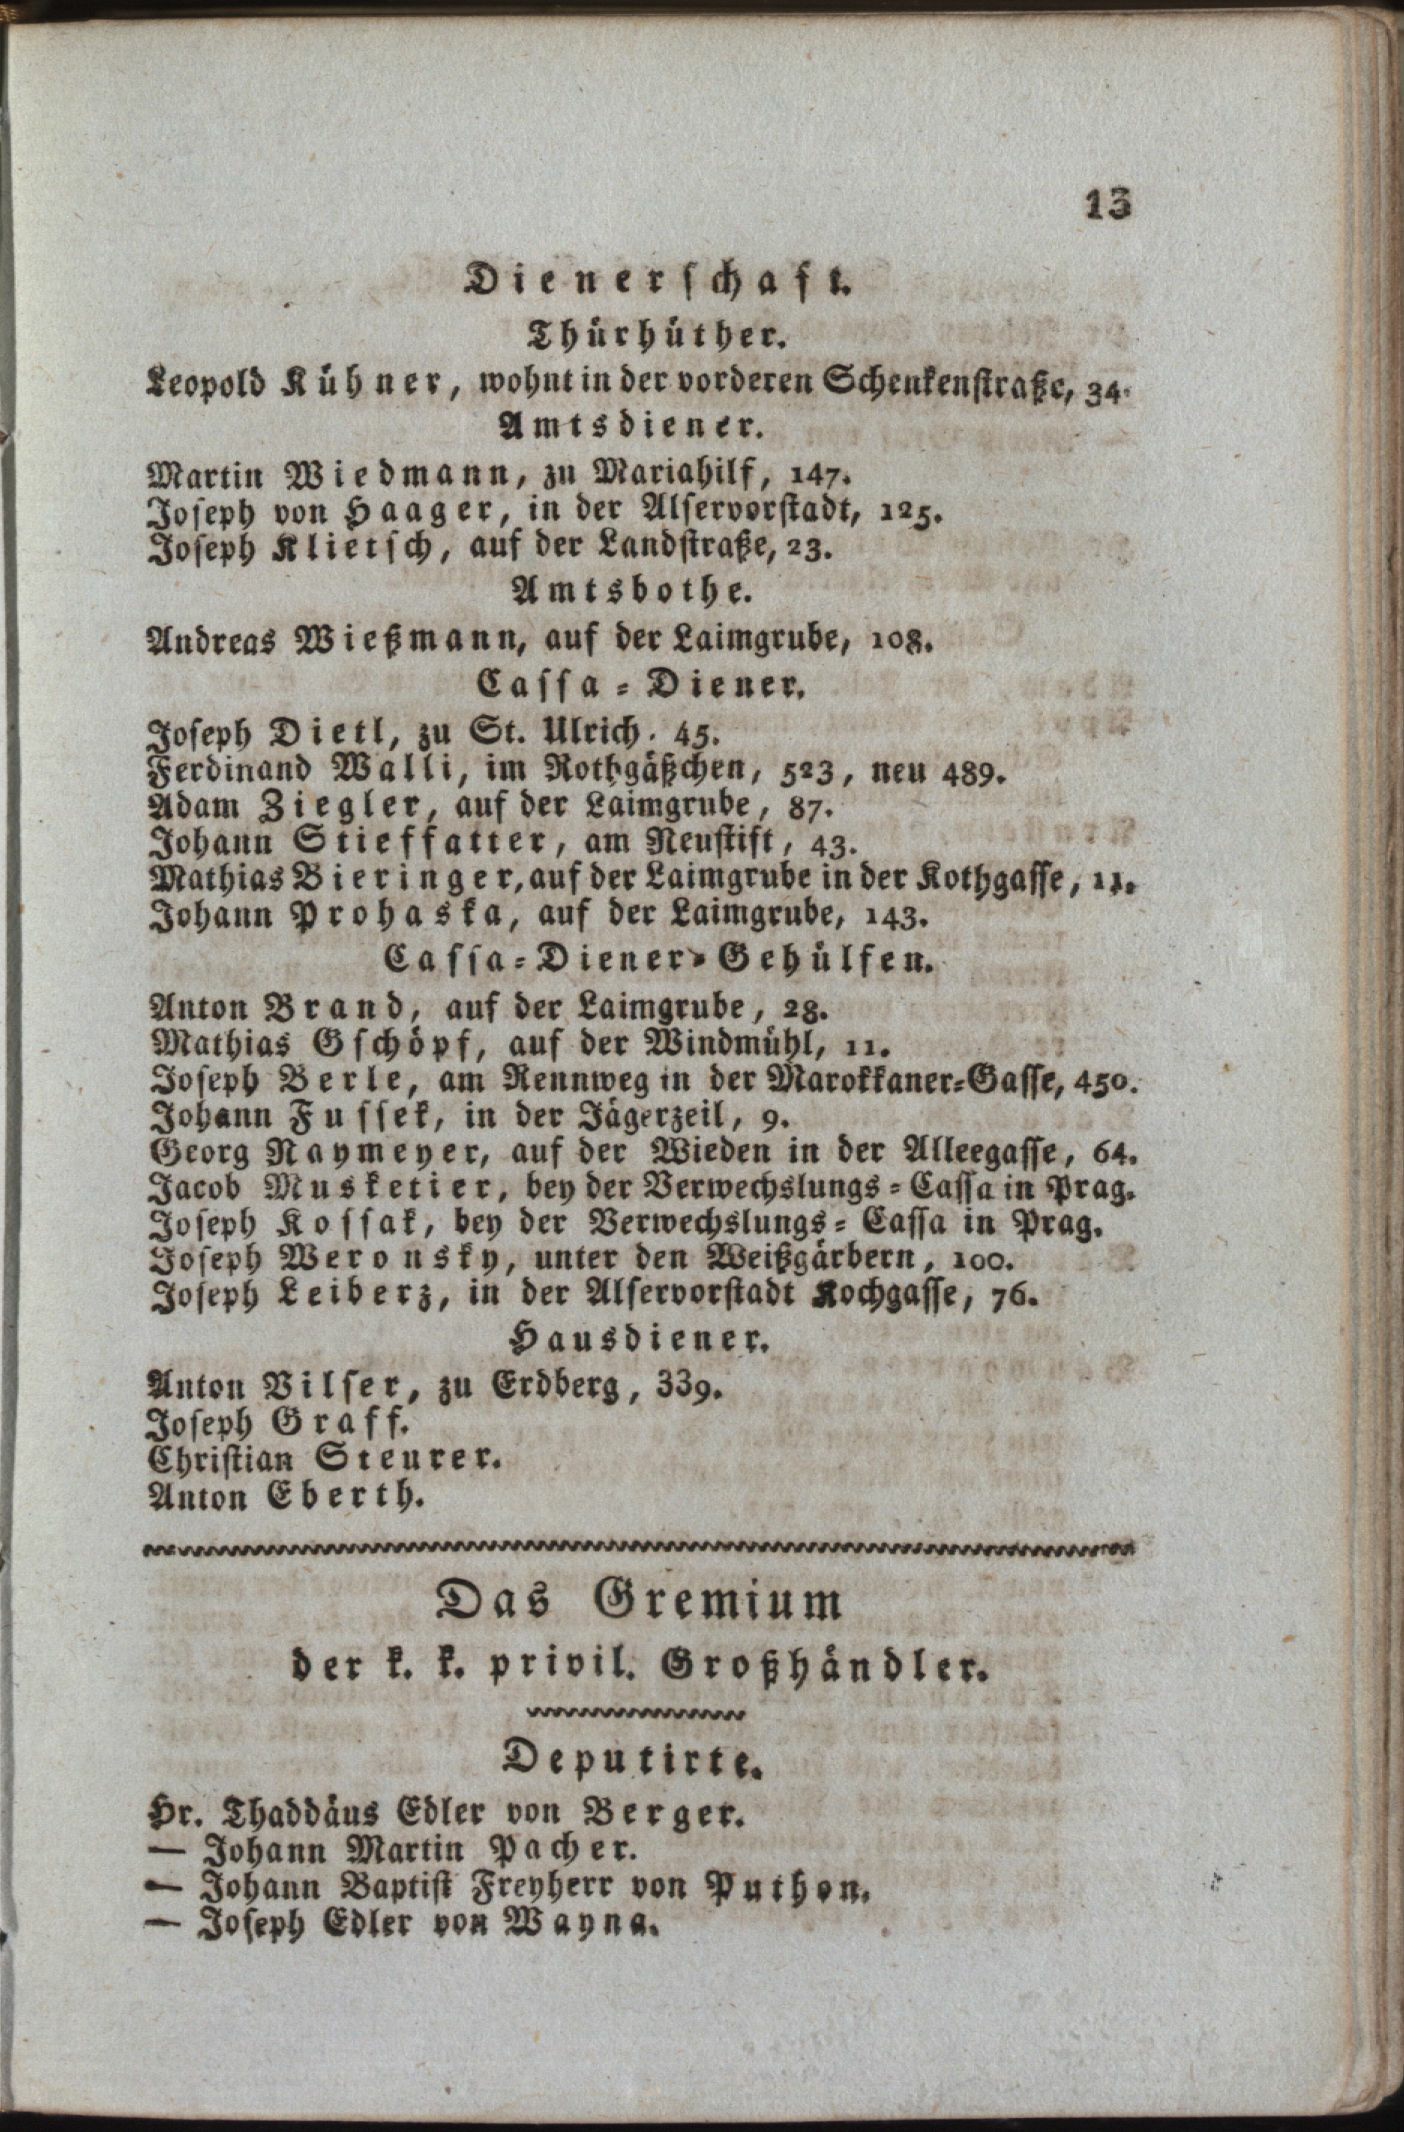 13
Dienerschaft.
Thürhüther.
Leopold Kühner, wohnt in der vorderen Schenkenstraße, 34.
Amtsdiener.
Martin Wiedmann, zu Mariahilf, 147.
Joseph von Haager, in der Alservorstadt, 125.
Joseph Klietsch, auf der Landstraße, 23.
Amtsbothe.
Andreas Wießmann, auf der Laimgrube, 108.
Cassa-Diener.
Joseph Dietl, zu St. Ulrich. 45.
Ferdinand Walli, im Rothgäßchen, 523, neu 489.
Adam Ziegler, auf der Laimgrube, 87.
Johann Stieffatter, am Neustift, 43.
Mathias Bieringer, auf der Laimgrube in der Kothgasse, 11.
Johann Prohaska, auf der Laimgrube, 143.
Cassa-Diener-Gehülfen.
Anton Brand, auf der Laimgrube, 28.
Mathias Gschöpf, auf der Windmühl, 11.
Joseph Berle, am Rennweg in der Marokkaner-Gasse, 450.
Johann Fussek, in der Jägerzeil, 9.
Georg Naymeyer, auf der Wieden in der Alleegasse, 64.
Jacob Musketier, bey der Verwechslungs-Cassa in Prag.
Joseph Kossak, bey der Verwechslungs-Cassa in Prag.
Joseph Weronsky, unter den Weißgärbern, 100.
Joseph Leiberz, in der Alservorstadt Kochgasse, 76.
Hausdiener.
Anton Vilser, zu Erdberg, 339.
Joseph Graff.
Christian Steurer.
Anton Eberth.
Das Gremium
der k. k. privil. Großhändler.
Deputirte.
Hr. Thaddäus Edler von Berger.
— Johann Martin Pacher.
— Johann Baptist Freyherr von Puthon.
— Joseph Edler von Wayna.